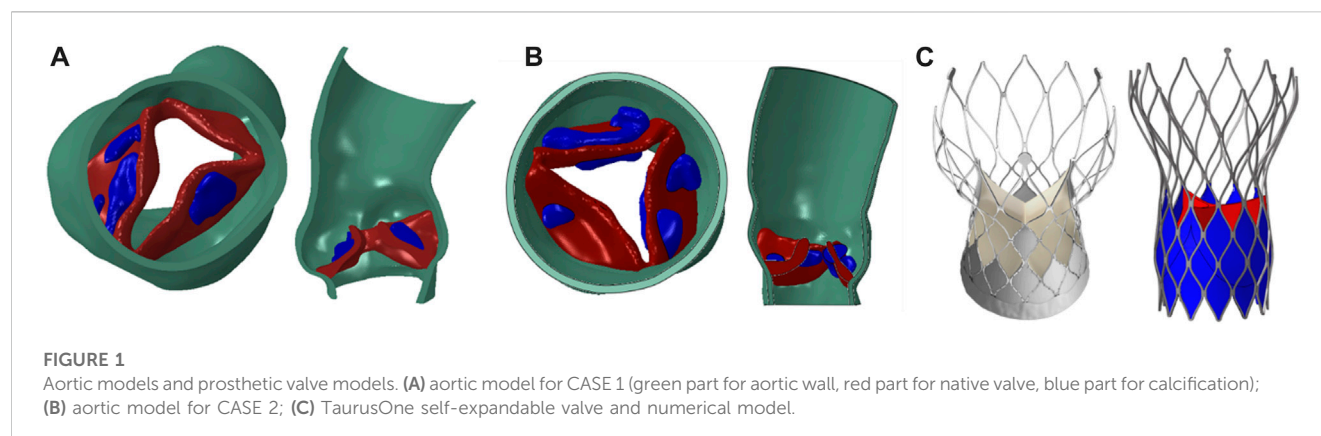 A
B
C
FIGURE 1
Aortic models and prosthetic valve models. (A) aortic model for CASE 1 (green part for aortic wall, red part for native valve, blue part for calcification);
(B) aortic model for CASE 2; (C) TaurusOne self-expandable valve and numerical model.